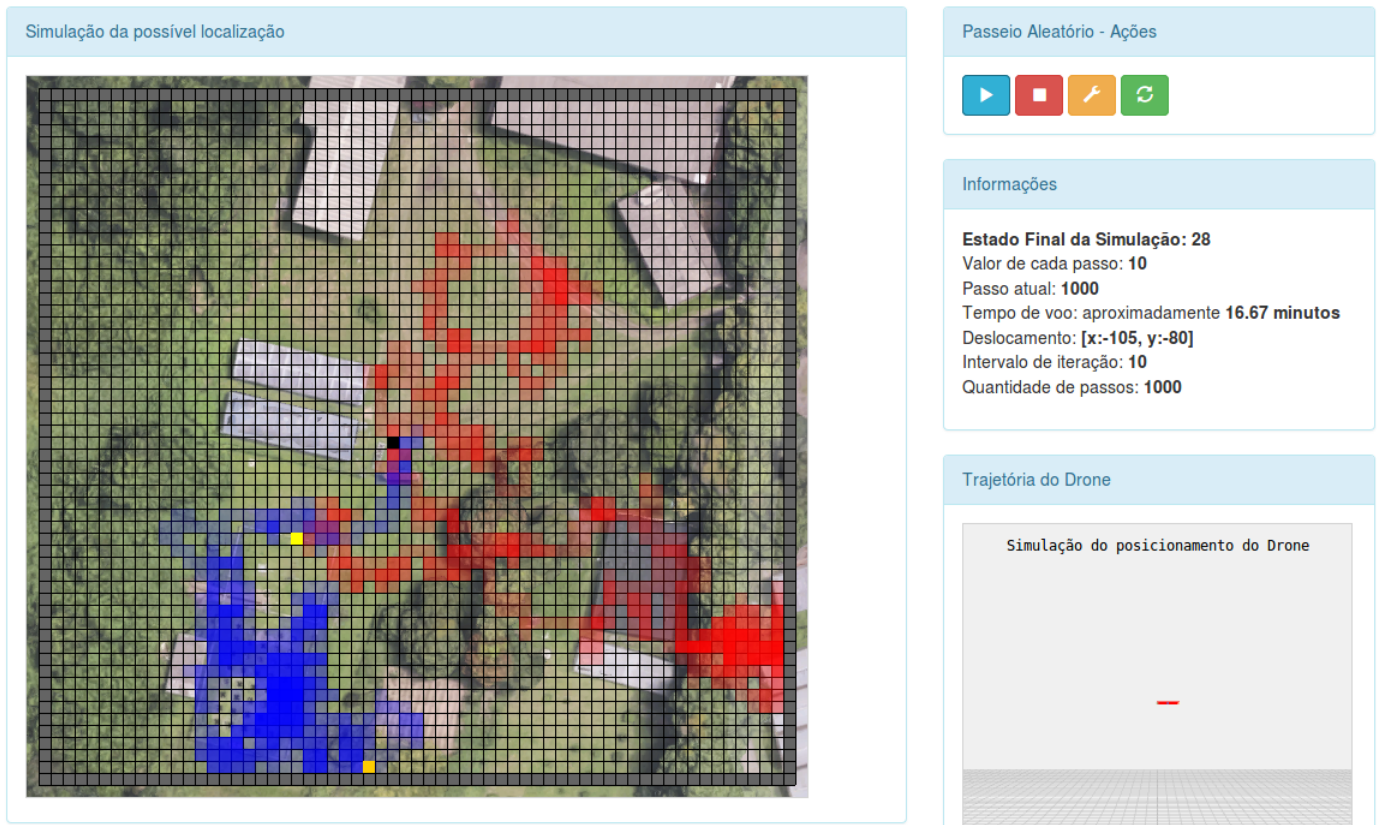 Simulação da possível localização
Passeio Aleatório - Ações
Informações
Estado Final da Simulação: 28
Valor de cada passo: 10
Passo atual: 1000
Tempo de voo: aproximadamente 16.67 minutos
Deslocamento: [x:-105, y:-80]
Intervalo de iteração: 10
Quantidade de passos: 1000
Trajetória do Drone
Simulação do posicionamento do Drone